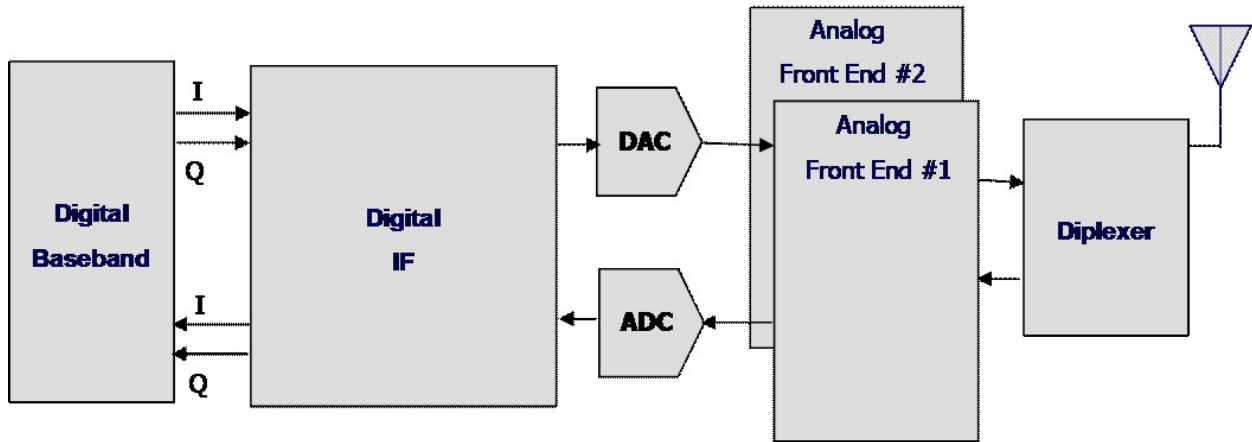 I
Q
Digital
Baseband
I
Q
Digital
IF
DAC
ADC
Analog
Front End #2
Analog
Front End #1
Diplexer